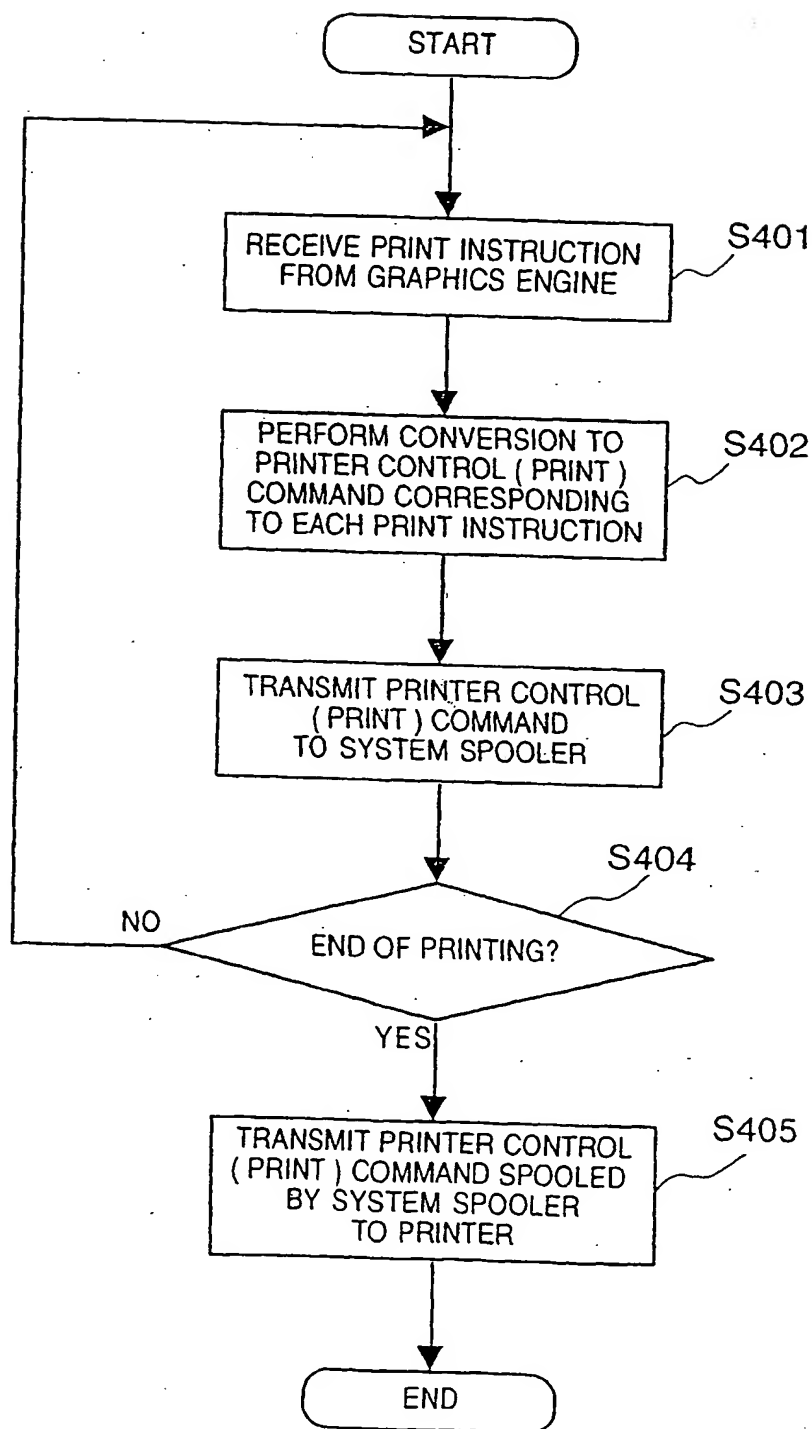 START
RECEIVE PRINT INSTRUCTION
FROM GRAPHICS ENGINE
S401
PERFORM CONVERSION TO
PRINTER CONTROL ( PRINT )
COMMAND CORRESPONDING
TO EACH PRINT INSTRUCTION
S402
TRANSMIT PRINTER CONTROL
( PRINT ) COMMAND
TO SYSTEM SPOOLER
S403
S404
NO
END OF PRINTING?
YES
TRANSMIT PRINTER CONTROL
( PRINT ) COMMAND SPOOLED
BY SYSTEM SPOOLER
TO PRINTER
S405
END